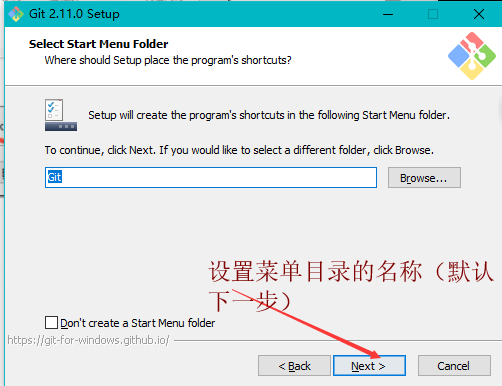 Git 2.11.0 Setup
Select Start Menu Folder
Where should Setup place the program's shortcuts?
Setup will create the program's shortcuts in the following Start Menu folder.
To continue, click Next. If you would like to select a different folder, click Browse.
Git
Browse...
设置菜单目录的名称（默认
下一步）
Don't create a Start Menu folder
https://git-for-windows.github.io/
< Back
Next >
Cancel